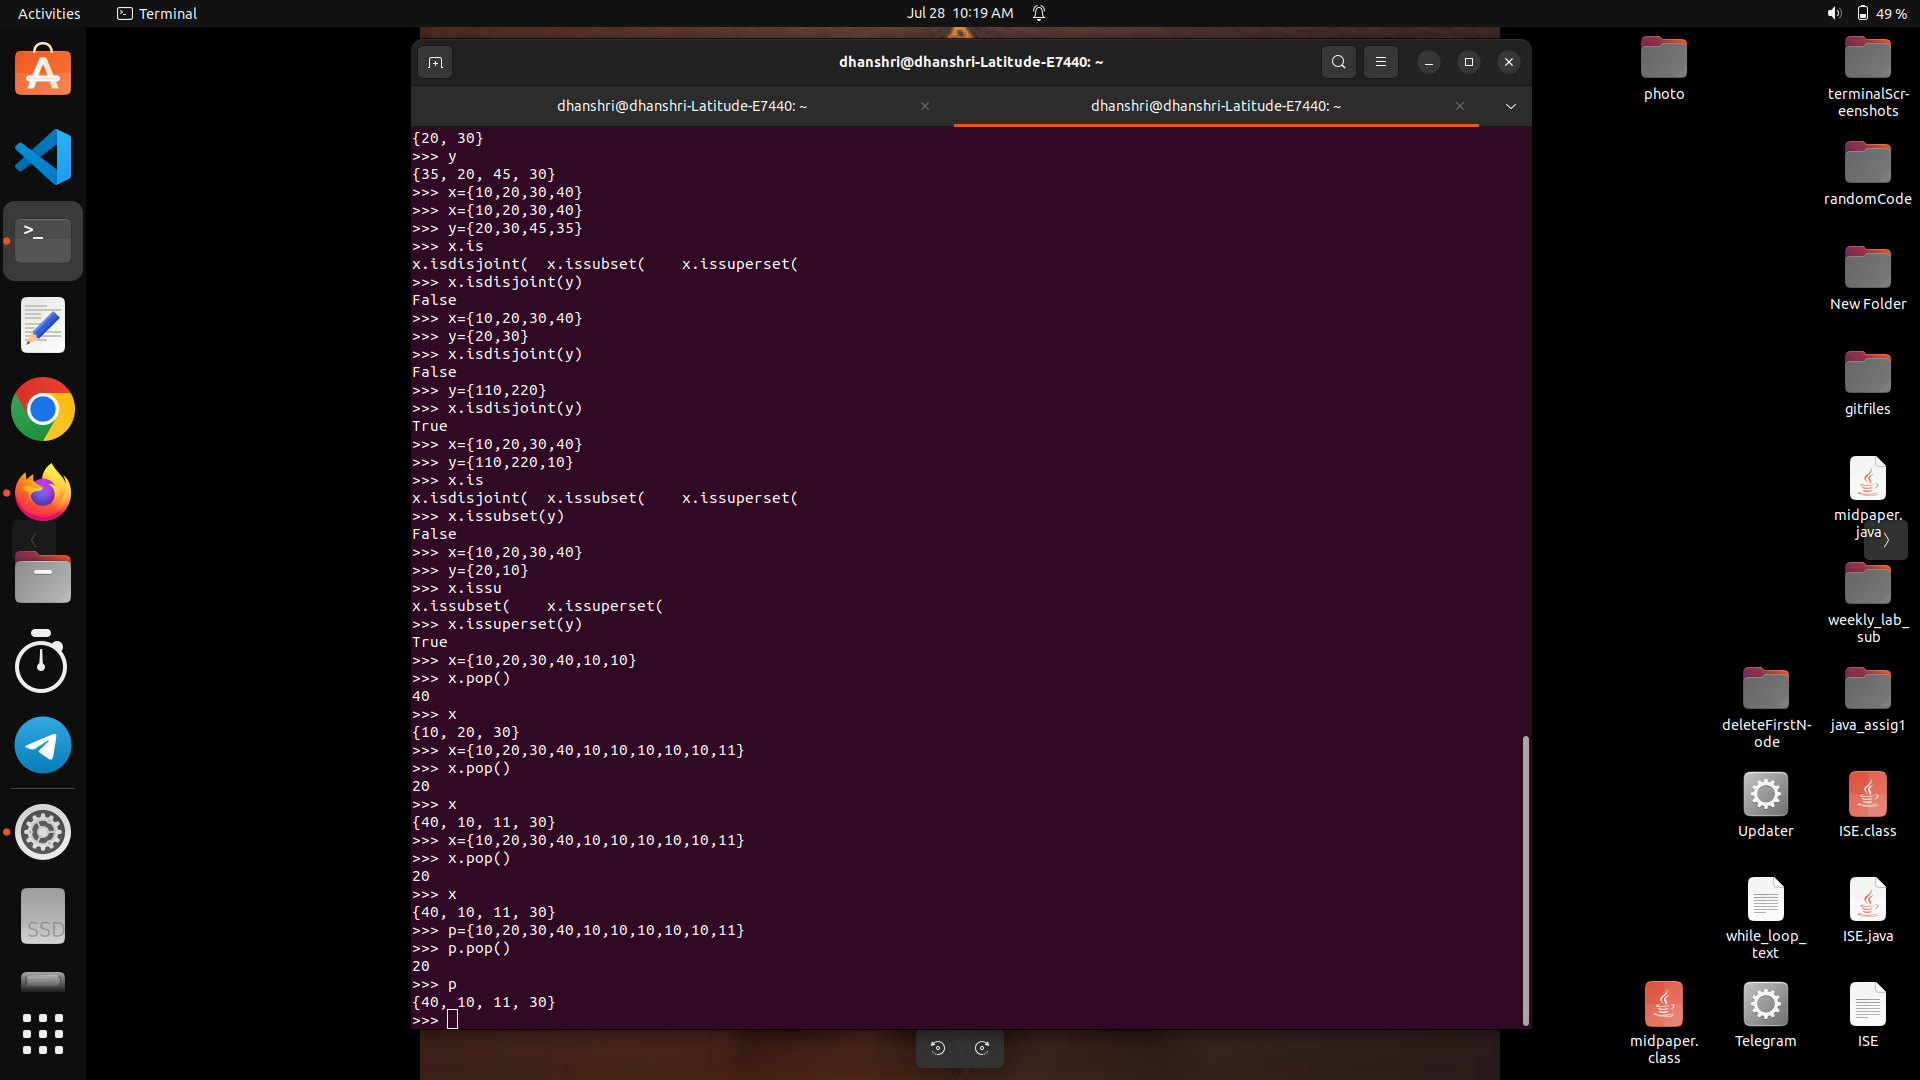 Activities Terminal Jul 28 10:19 AM 49 %
dhanshri@dhanshri-Latitude-E7440: ~
dhanshri@dhanshri-Latitude-E7440: ~ dhanshri@dhanshri-Latitude-E7440: ~
{20, 30}
>>> y
{35, 20, 45, 30}
>>> x={10,20,30,40}
>>> x={10,20,30,40}
>>> y={20,30,45,35}
>>> x.is
x.isdisjoint( x.issubset( x.issuperset(
>>> x.isdisjoint(y)
False
>>> x={10,20,30,40}
>>> y={20,30}
>>> x.isdisjoint(y)
False
>>> y={110,220}
>>> x.isdisjoint(y)
True
>>> x={10,20,30,40}
>>> y={110,220,10}
>>> x.is
x.isdisjoint( x.issubset( x.issuperset(
>>> x.issubset(y)
False
>>> x={10,20,30,40}
>>> y={20,10}
>>> x.issu
x.issubset( x.issuperset(
>>> x.issuperset(y)
True
>>> x={10,20,30,40,10,10}
>>> x.pop()
40
>>> x
{10, 20, 30}
>>> x={10,20,30,40,10,10,10,10,10,11}
>>> x.pop()
20
>>> x
{40, 10, 11, 30}
>>> x={10,20,30,40,10,10,10,10,10,11}
>>> x.pop()
20
>>> x
{40, 10, 11, 30}
>>> p={10,20,30,40,10,10,10,10,10,11}
>>> p.pop()
20
>>> p
{40, 10, 11, 30}
>>>
photo
terminalScr-
eenshots
randomCode
New Folder
gitfiles
midpaper.
java
weekly_lab_
sub
deleteFirstN-
ode
java_assig1
Updater
ISE.class
while_loop_
text
ISE.java
midpaper.
class
Telegram
ISE
SSD